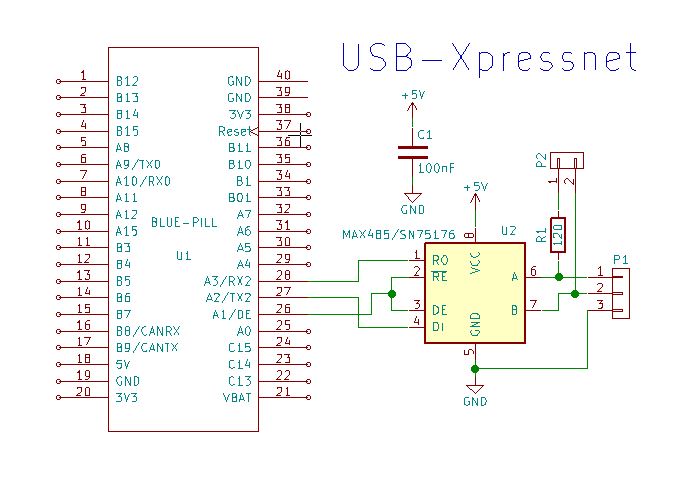 USB-Xpressnet
1 B12 GND 40
2 B13 GND 39
3 B14 3V3 38
4 B15 Reset 37
5 A8 B11 36
6 A9/TXD B10 35
7 A10/RXD B1 34
8 A11 B01 33
9 A12 A7 32
10 A15 A6 31
11 B3 A5 30
12 B4 A4 29
13 B5 A3/RX2 28
14 B6 A2/TX2 27
15 B7 A1/DE 26
16 B8/CANRX A0 25
17 B9/CANTX C15 24
18 5V C14 23
19 GND C13 22
20 3V3 VBAT 21
BLUE-PILL
U1
+5V
C1
100nF
GND
+5V
MAX485/SN75176 U2
8 VCC
1 RO
2 RE
3 DE
4 DI
A 6
B 7
GND
5
GND
P2
1 2
R1 120
P1
1
2
3